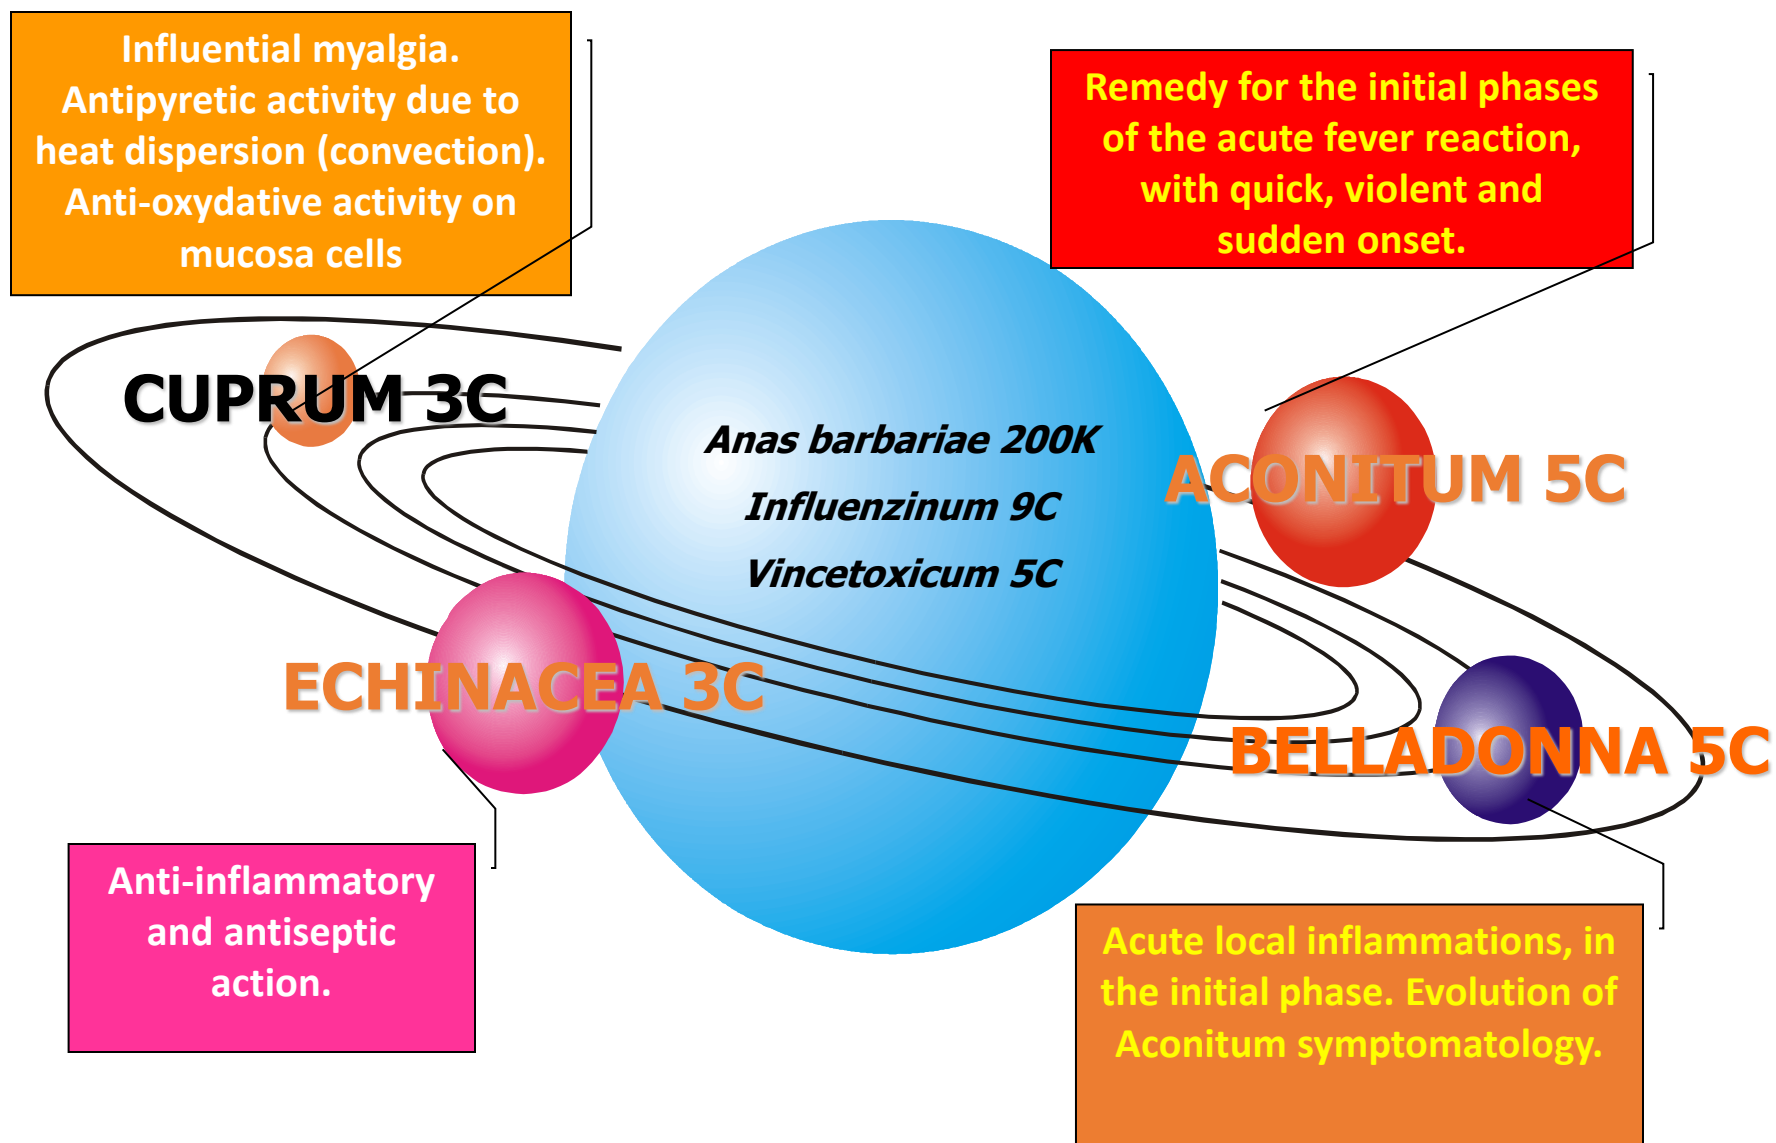 Influential myalgia.
Antipyretic activity due to
heat dispersion (convection).
Anti-oxydative activity on
mucosa cells
Remedy for the initial phases
of the acute fever reaction,
with quick, violent and
sudden onset.
CUPRUM 3C
Anas barbariae 200K
Influenzinum 9C
Vincetoxicum 5C
ACONITUM 5C
ECHINACEA 3C
BELLADONNA 5C
Anti-inflammatory
and antiseptic
action.
Acute local inflammations, in
the initial phase. Evolution of
Aconitum symptomatology.